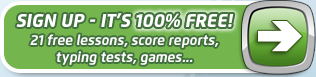 SIGN UP - IT'S 100% FREE!
21 free lessons, score reports,
typing tests, games...